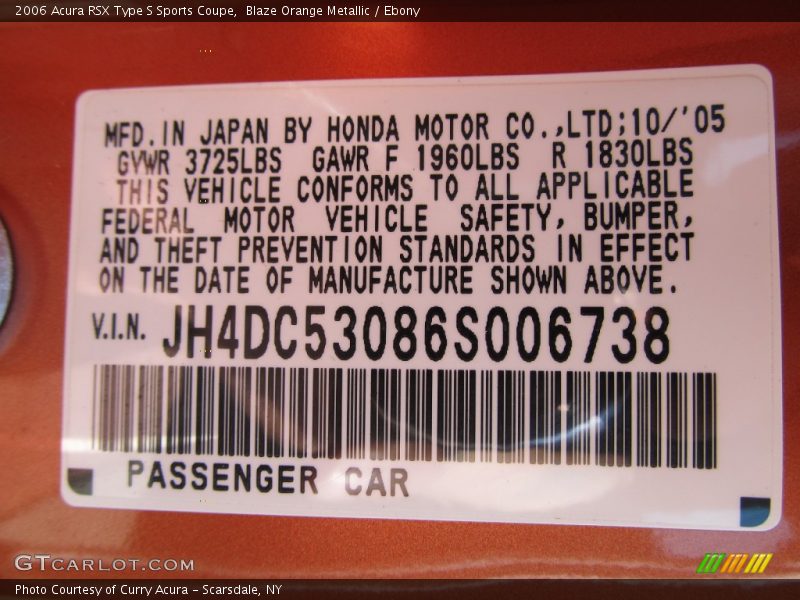 2006 Acura RSX Type S Sports Coupe,  Blaze Orange Metallic / Ebony
MFD.IN JAPAN BY HONDA MOTOR CO.,LTD;10/'05
GVWR 3725LBS GAWR F 1960LBS R 1830LBS
THIS VEHICLE CONFORMS TO ALL APPLICABLE
FEDERAL MOTOR VEHICLE SAFETY, BUMPER,
AND THEFT PREVENTION STANDARDS IN EFFECT
ON THE DATE OF MANUFACTURE SHOWN ABOVE.
V.I.N. JH4DC53086S006738
PASSENGER CAR
GTCARLOT.COM
Photo Courtesy of Curry Acura - Scarsdale, NY